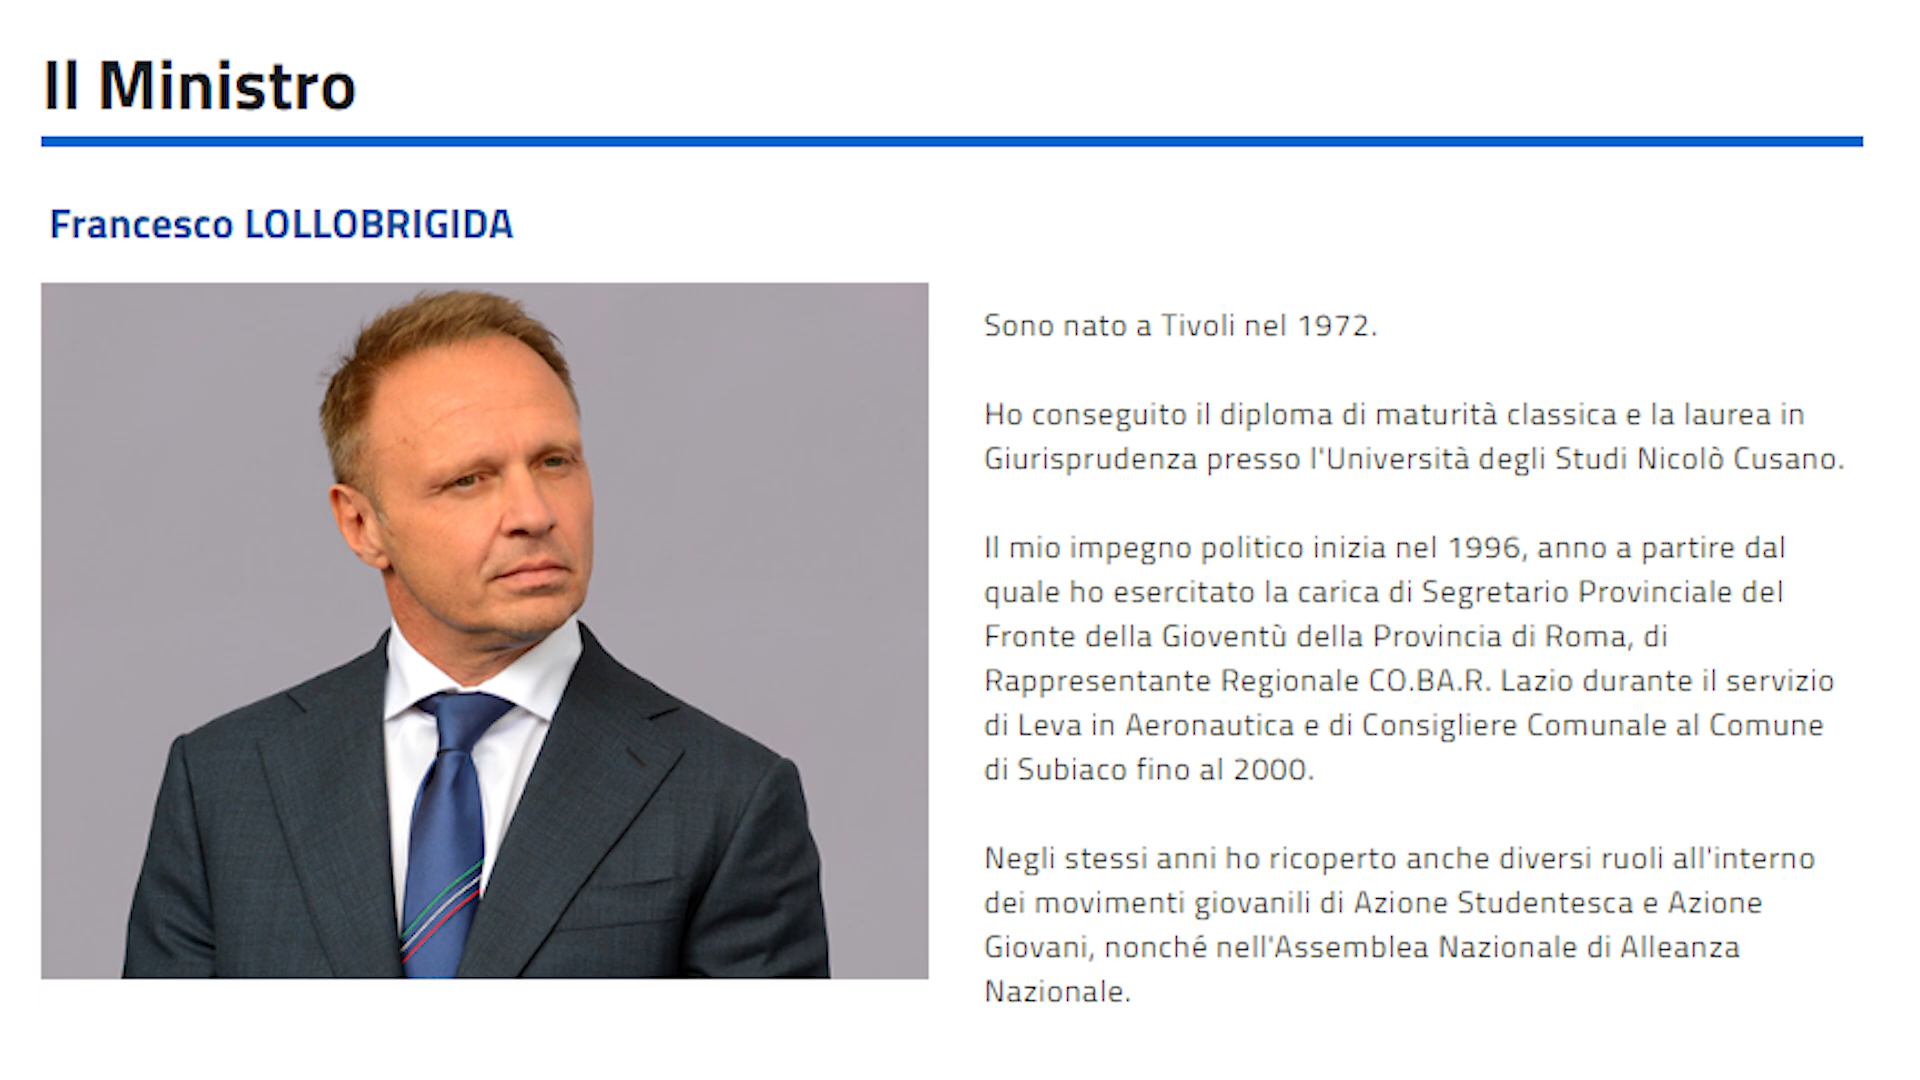 Il Ministro
Francesco LOLLOBRIGIDA
Sono nato a Tivoli nel 1972.
Ho conseguito il diploma di maturità classica e la laurea in
Giurisprudenza presso l'Università degli Studi Nicolò Cusano.
Il mio impegno politico inizia nel 1996, anno a partire dal
quale ho esercitato la carica di Segretario Provinciale del
Fronte della Gioventù della Provincia di Roma, di
Rappresentante Regionale CO.BA.R. Lazio durante il servizio
di Leva in Aeronautica e di Consigliere Comunale al Comune
di Subiaco fino al 2000.
Negli stessi anni ho ricoperto anche diversi ruoli all'interno
dei movimenti giovanili di Azione Studentesca e Azione
Giovani, nonché nell'Assemblea Nazionale di Alleanza
Nazionale.